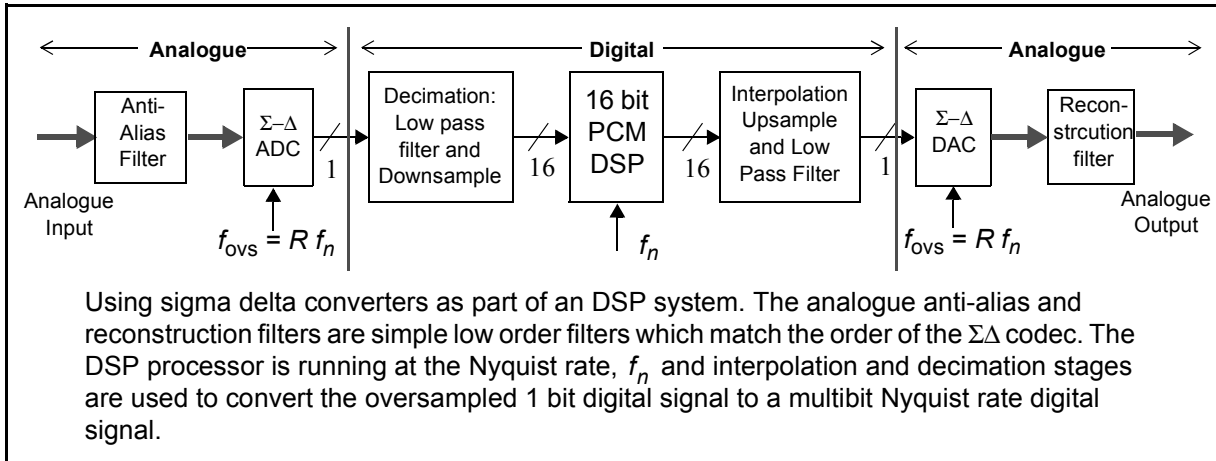 Analogue
Digital
Analogue
Anti-
Alias
Filter
Σ–Δ
ADC
1
Decimation:
Low pass
filter and
Downsample
16
16 bit
PCM
DSP
16
Interpolation
Upsample
and Low
Pass Filter
1
Σ–Δ
DAC
Recon-
strcution
filter
Analogue
Input
Analogue
Output
fovs = R fn
fn
fovs = R fn
Using sigma delta converters as part of an DSP system. The analogue anti-alias and
reconstruction filters are simple low order filters which match the order of the ΣΔ codec. The
DSP processor is running at the Nyquist rate, fn and interpolation and decimation stages
are used to convert the oversampled 1 bit digital signal to a multibit Nyquist rate digital
signal.